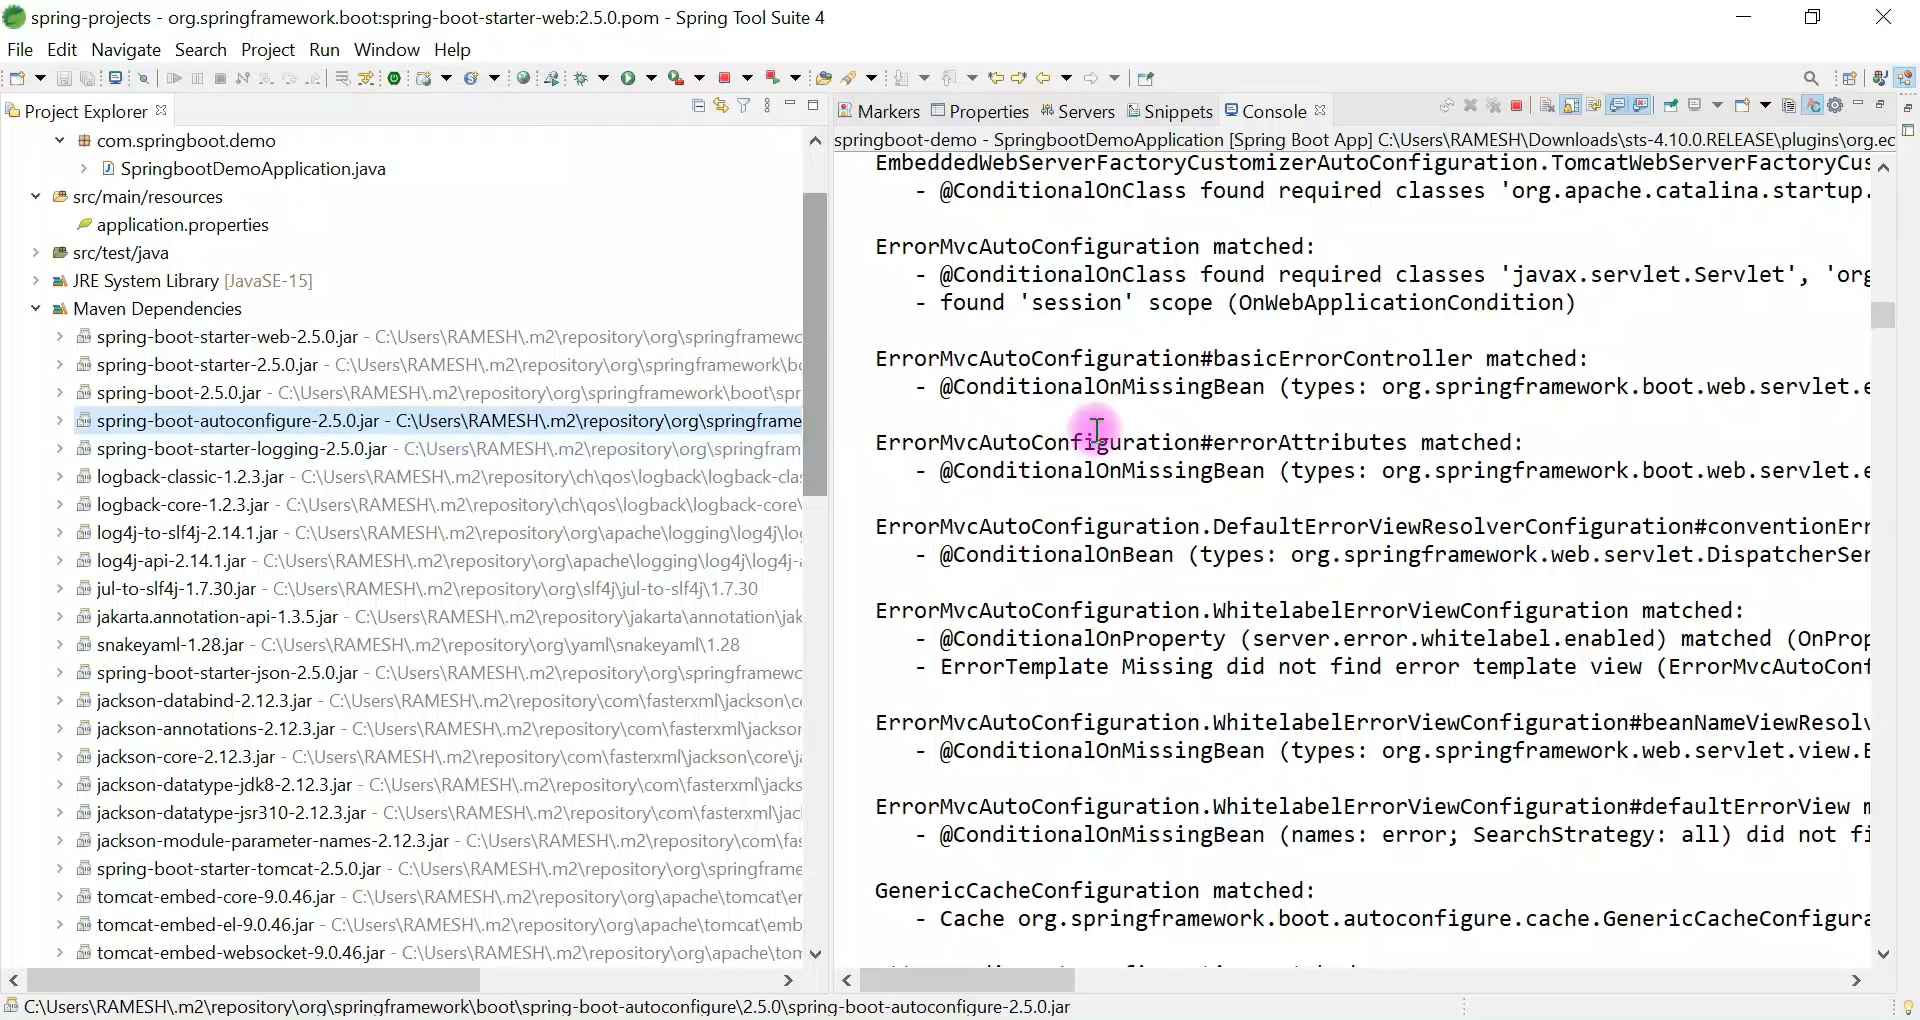 spring-projects - org.springframework.boot:spring-boot-starter-web:2.5.0.pom - Spring Tool Suite 4
File Edit Navigate Search Project Run Window Help
Project Explorer
com.springboot.demo
SpringbootDemoApplication.java
src/main/resources
application.properties
src/test/java
JRE System Library [JavaSE-15]
Maven Dependencies
spring-boot-starter-web-2.5.0.jar - C:\Users\RAMESH\.m2\repository\org\springframewc
spring-boot-starter-2.5.0.jar - C:\Users\RAMESH\.m2\repository\org\springframework\bc
spring-boot-2.5.0.jar - C:\Users\RAMESH\.m2\repository\org\springframework\boot\spr
spring-boot-autoconfigure-2.5.0.jar - C:\Users\RAMESH\.m2\repository\org\springframe
spring-boot-starter-logging-2.5.0.jar - C:\Users\RAMESH\.m2\repository\org\springfram
logback-classic-1.2.3.jar - C:\Users\RAMESH\.m2\repository\ch\qos\logback\logback-cla
logback-core-1.2.3.jar - C:\Users\RAMESH\.m2\repository\ch\qos\logback\logback-core\
log4j-to-slf4j-2.14.1.jar - C:\Users\RAMESH\.m2\repository\org\apache\logging\log4j\log
log4j-api-2.14.1.jar - C:\Users\RAMESH\.m2\repository\org\apache\logging\log4j\log4j-
jul-to-slf4j-1.7.30.jar - C:\Users\RAMESH\.m2\repository\org\slf4j\jul-to-slf4j\1.7.30
jakarta.annotation-api-1.3.5.jar - C:\Users\RAMESH\.m2\repository\jakarta\annotation\jak
snakeyaml-1.28.jar - C:\Users\RAMESH\.m2\repository\org\yaml\snakeyaml\1.28
spring-boot-starter-json-2.5.0.jar - C:\Users\RAMESH\.m2\repository\org\springframewc
jackson-databind-2.12.3.jar - C:\Users\RAMESH\.m2\repository\com\fasterxml\jackson\cc
jackson-annotations-2.12.3.jar - C:\Users\RAMESH\.m2\repository\com\fasterxml\jackson
jackson-core-2.12.3.jar - C:\Users\RAMESH\.m2\repository\com\fasterxml\jackson\core\j
jackson-datatype-jdk8-2.12.3.jar - C:\Users\RAMESH\.m2\repository\com\fasterxml\jacks
jackson-datatype-jsr310-2.12.3.jar - C:\Users\RAMESH\.m2\repository\com\fasterxml\jac
jackson-module-parameter-names-2.12.3.jar - C:\Users\RAMESH\.m2\repository\com\fas
spring-boot-starter-tomcat-2.5.0.jar - C:\Users\RAMESH\.m2\repository\org\springframe
tomcat-embed-core-9.0.46.jar - C:\Users\RAMESH\.m2\repository\org\apache\tomcat\er
tomcat-embed-el-9.0.46.jar - C:\Users\RAMESH\.m2\repository\org\apache\tomcat\emb
tomcat-embed-websocket-9.0.46.jar - C:\Users\RAMESH\.m2\repository\org\apache\tom
Markers Properties Servers Snippets Console
springboot-demo - SpringbootDemoApplication [Spring Boot App] C:\Users\RAMESH\Downloads\sts-4.10.0.RELEASE\plugins\org.ec
EmbeddedWebServerFactoryCustomizerAutoConfiguration.TomcatWebServerFactoryCus
- @ConditionalOnClass found required classes 'org.apache.catalina.startup.
ErrorMvcAutoConfiguration matched:
- @ConditionalOnClass found required classes 'javax.servlet.Servlet', 'org
- found 'session' scope (OnWebApplicationCondition)
ErrorMvcAutoConfiguration#basicErrorController matched:
- @ConditionalOnMissingBean (types: org.springframework.boot.web.servlet.e
ErrorMvcAutoConfiguration#errorAttributes matched:
- @ConditionalOnMissingBean (types: org.springframework.boot.web.servlet.e
ErrorMvcAutoConfiguration.DefaultErrorViewResolverConfiguration#conventionErr
- @ConditionalOnBean (types: org.springframework.web.servlet.DispatcherSer
ErrorMvcAutoConfiguration.WhitelabelErrorViewConfiguration matched:
- @ConditionalOnProperty (server.error.whitelabel.enabled) matched (OnProp
- ErrorTemplate Missing did not find error template view (ErrorMvcAutoConf
ErrorMvcAutoConfiguration.WhitelabelErrorViewConfiguration#beanNameViewResolv
- @ConditionalOnMissingBean (types: org.springframework.web.servlet.view.B
ErrorMvcAutoConfiguration.WhitelabelErrorViewConfiguration#defaultErrorView m
- @ConditionalOnMissingBean (names: error; SearchStrategy: all) did not fi
GenericCacheConfiguration matched:
- Cache org.springframework.boot.autoconfigure.cache.GenericCacheConfigura
C:\Users\RAMESH\.m2\repository\org\springframework\boot\spring-boot-autoconfigure\2.5.0\spring-boot-autoconfigure-2.5.0.jar